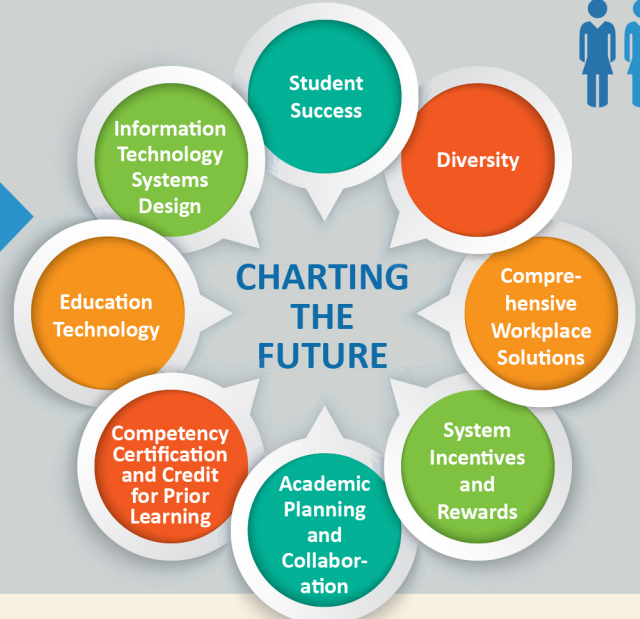 Student
Success
Diversity
Compre-
hensive
Workplace
Solutions
System
Incentives
and
Rewards
Academic
Planning
and
Collabor-
ation
Competency
Certification
and Credit
for Prior
Learning
Education
Technology
Information
Technology
Systems
Design
CHARTING
THE
FUTURE